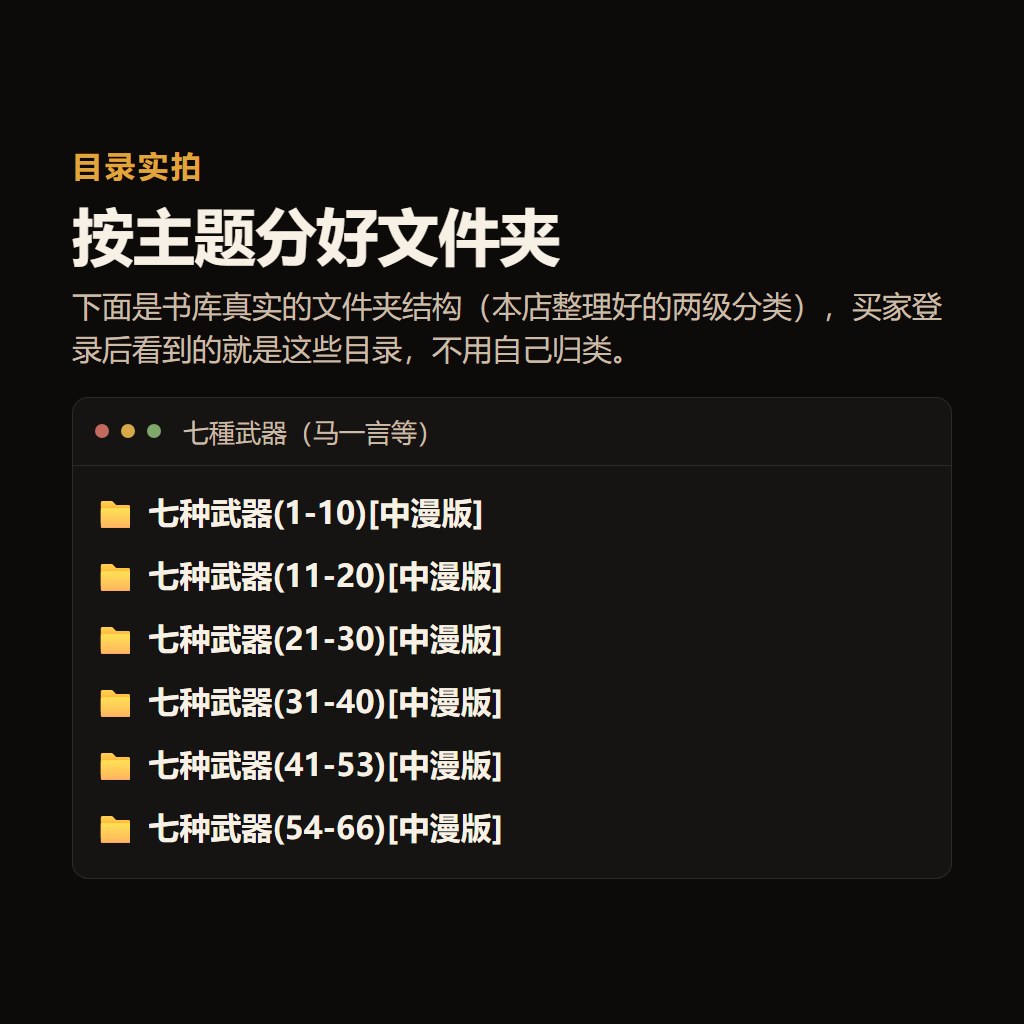 目录实拍
按主题分好文件夹
下面是书库真实的文件夹结构（本店整理好的两级分类），买家登
录后看到的就是这些目录，不用自己归类。
七種武器（马一言等）
七种武器(1-10)[中漫版]
七种武器(11-20)[中漫版]
七种武器(21-30)[中漫版]
七种武器(31-40)[中漫版]
七种武器(41-53)[中漫版]
七种武器(54-66)[中漫版]